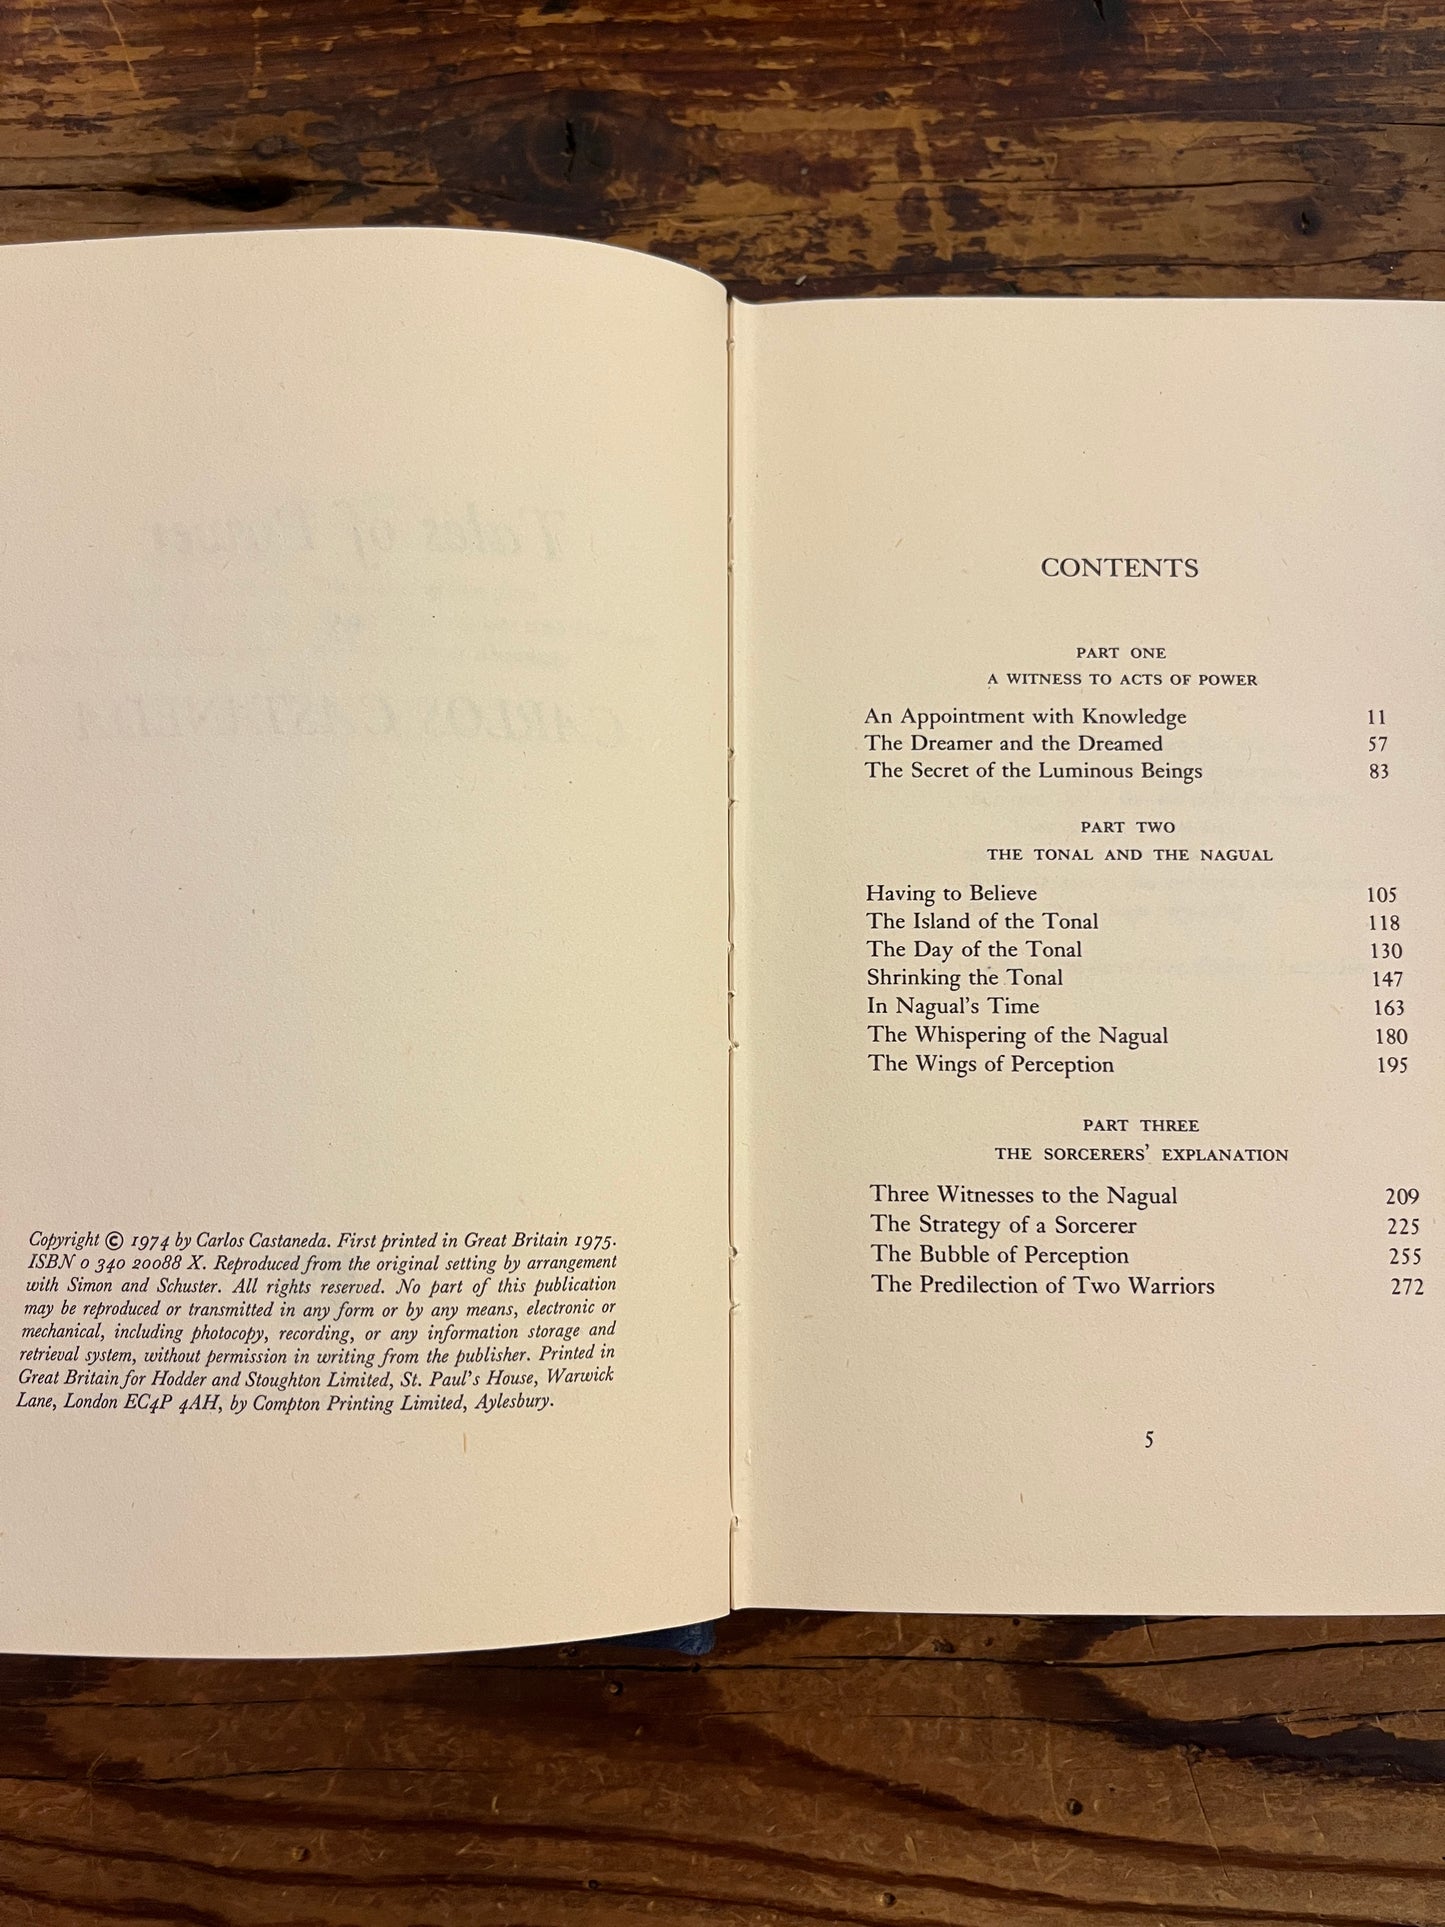 Copyright © 1974 by Carlos Castaneda. First printed in Great Britain 1975.
ISBN 0 340 20088 X. Reproduced from the original setting by arrangement
with Simon and Schuster. All rights reserved. No part of this publication
may be reproduced or transmitted in any form or by any means, electronic or
mechanical, including photocopy, recording, or any information storage and
retrieval system, without permission in writing from the publisher. Printed in
Great Britain for Hodder and Stoughton Limited, St. Paul's House, Warwick
Lane, London EC4P 4AH, by Compton Printing Limited, Aylesbury.
CONTENTS
PART ONE
A WITNESS TO ACTS OF POWER
An Appointment with Knowledge 11
The Dreamer and the Dreamed 57
The Secret of the Luminous Beings 83
PART TWO
THE TONAL AND THE NAGUAL
Having to Believe 105
The Island of the Tonal 118
The Day of the Tonal 130
Shrinking the Tonal 147
In Nagual's Time 163
The Whispering of the Nagual 180
The Wings of Perception 195
PART THREE
THE SORCERERS' EXPLANATION
Three Witnesses to the Nagual 209
The Strategy of a Sorcerer 225
The Bubble of Perception 255
The Predilection of Two Warriors 272
5